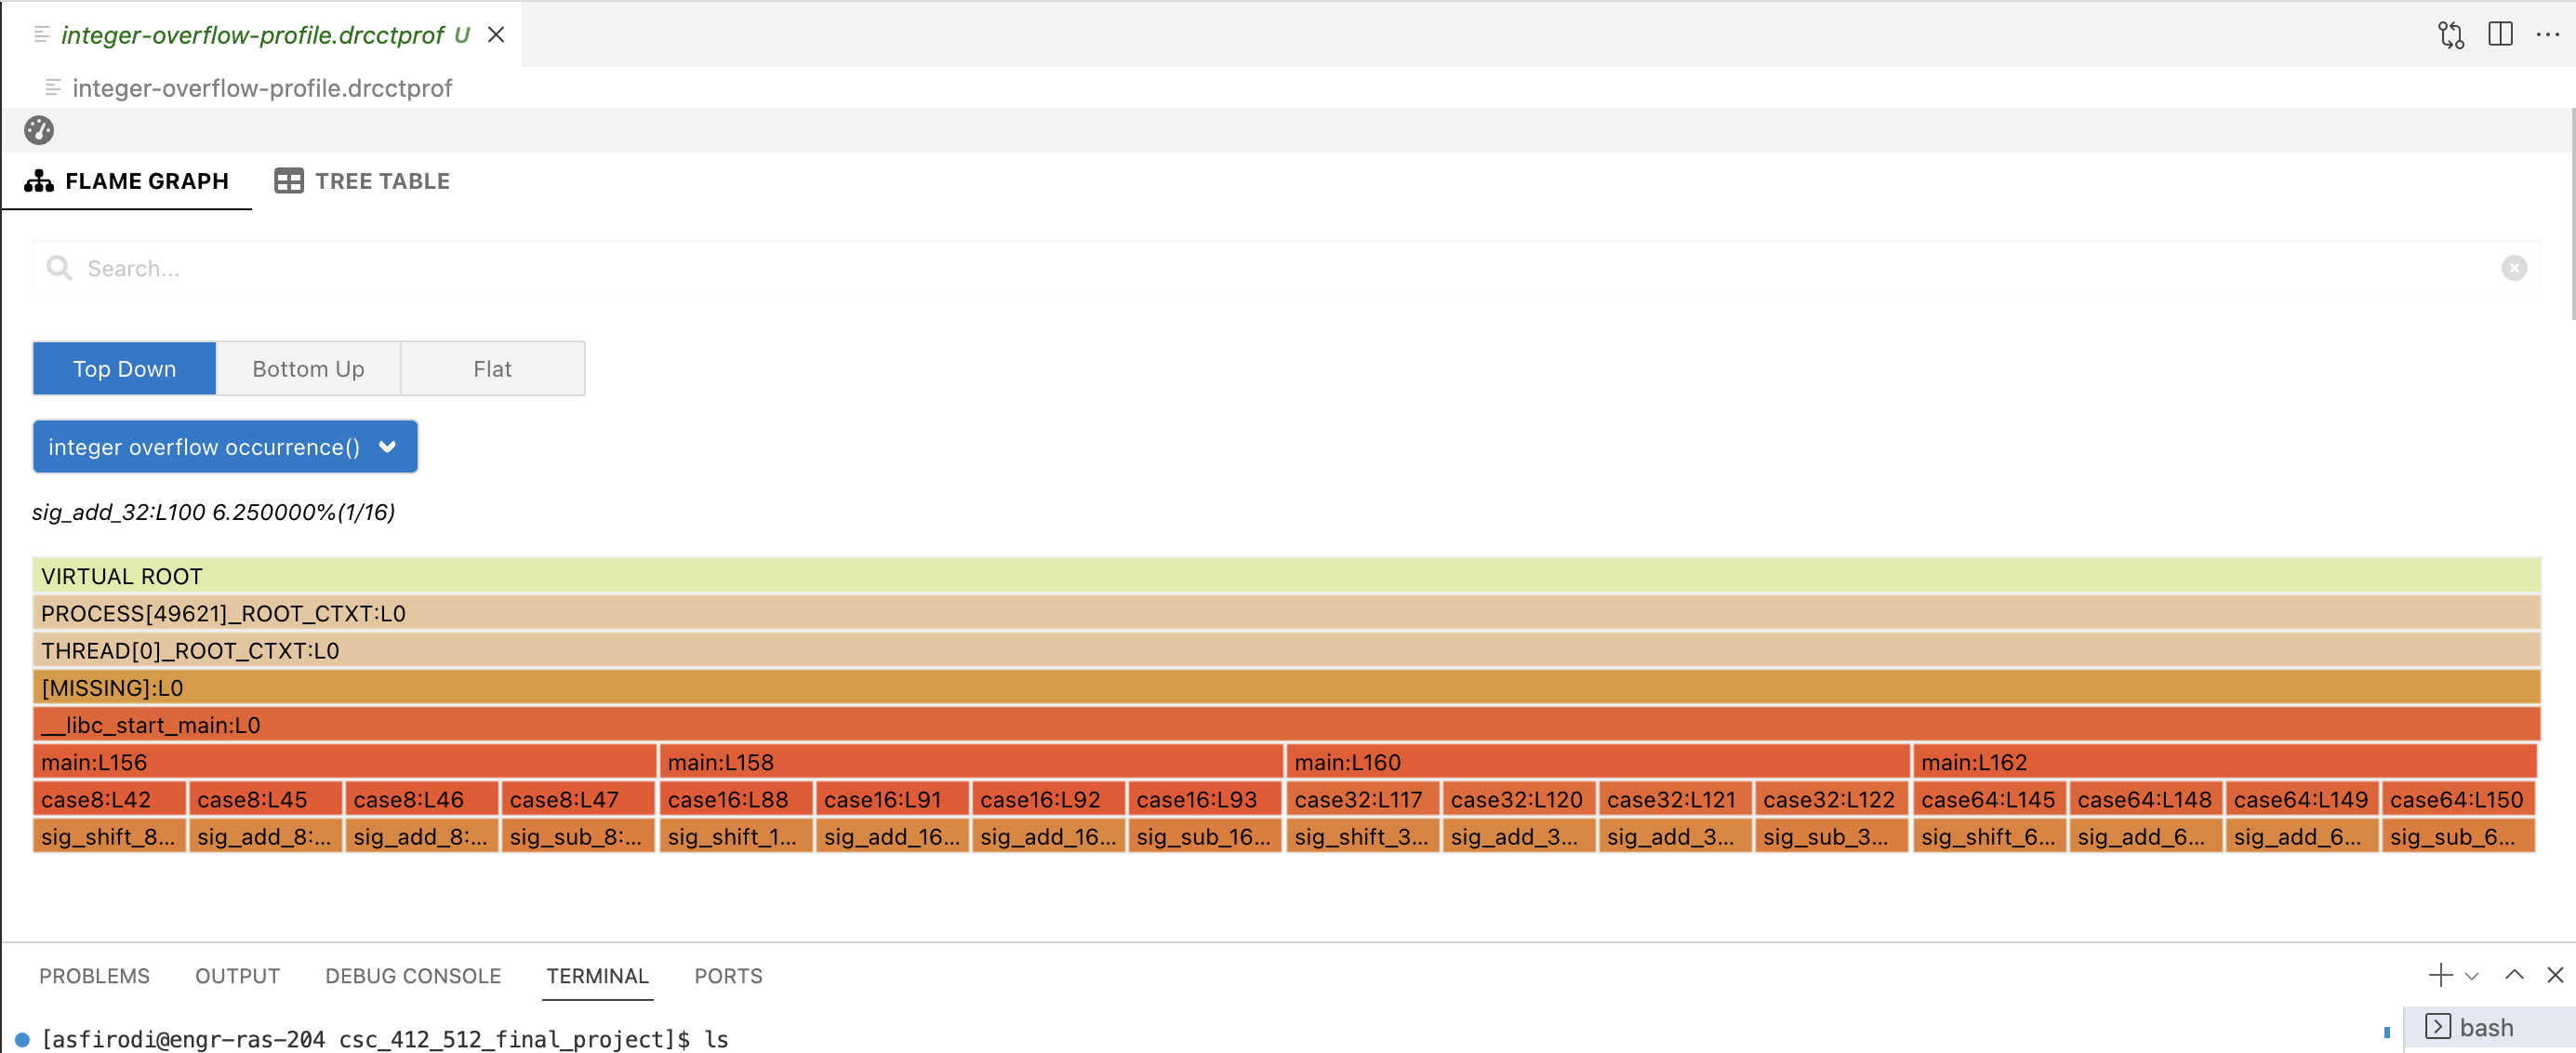 integer-overflow-profile.drcctprof U
integer-overflow-profile.drcctprof
FLAME GRAPH TREE TABLE
Search...
Top Down Bottom Up Flat
integer overflow occurrence()
sig_add_32:L100 6.250000%(1/16)
VIRTUAL ROOT
PROCESS[49621]_ROOT_CTXT:L0
THREAD[0]_ROOT_CTXT:L0
[MISSING]:L0
__libc_start_main:L0
main:L156 main:L158 main:L160 main:L162
case8:L42 case8:L45 case8:L46 case8:L47 case16:L88 case16:L91 case16:L92 case16:L93 case32:L117 case32:L120 case32:L121 case32:L122 case64:L145 case64:L148 case64:L149 case64:L150
sig_shift_8... sig_add_8:... sig_add_8:... sig_sub_8:... sig_shift_1... sig_add_16... sig_add_16... sig_sub_16... sig_shift_3... sig_add_3... sig_add_3... sig_sub_3... sig_shift_6... sig_add_6... sig_add_6... sig_sub_6...
PROBLEMS OUTPUT DEBUG CONSOLE TERMINAL PORTS
[asfirodi@engr-ras-204 csc_412_512_final_project]$ ls
bash